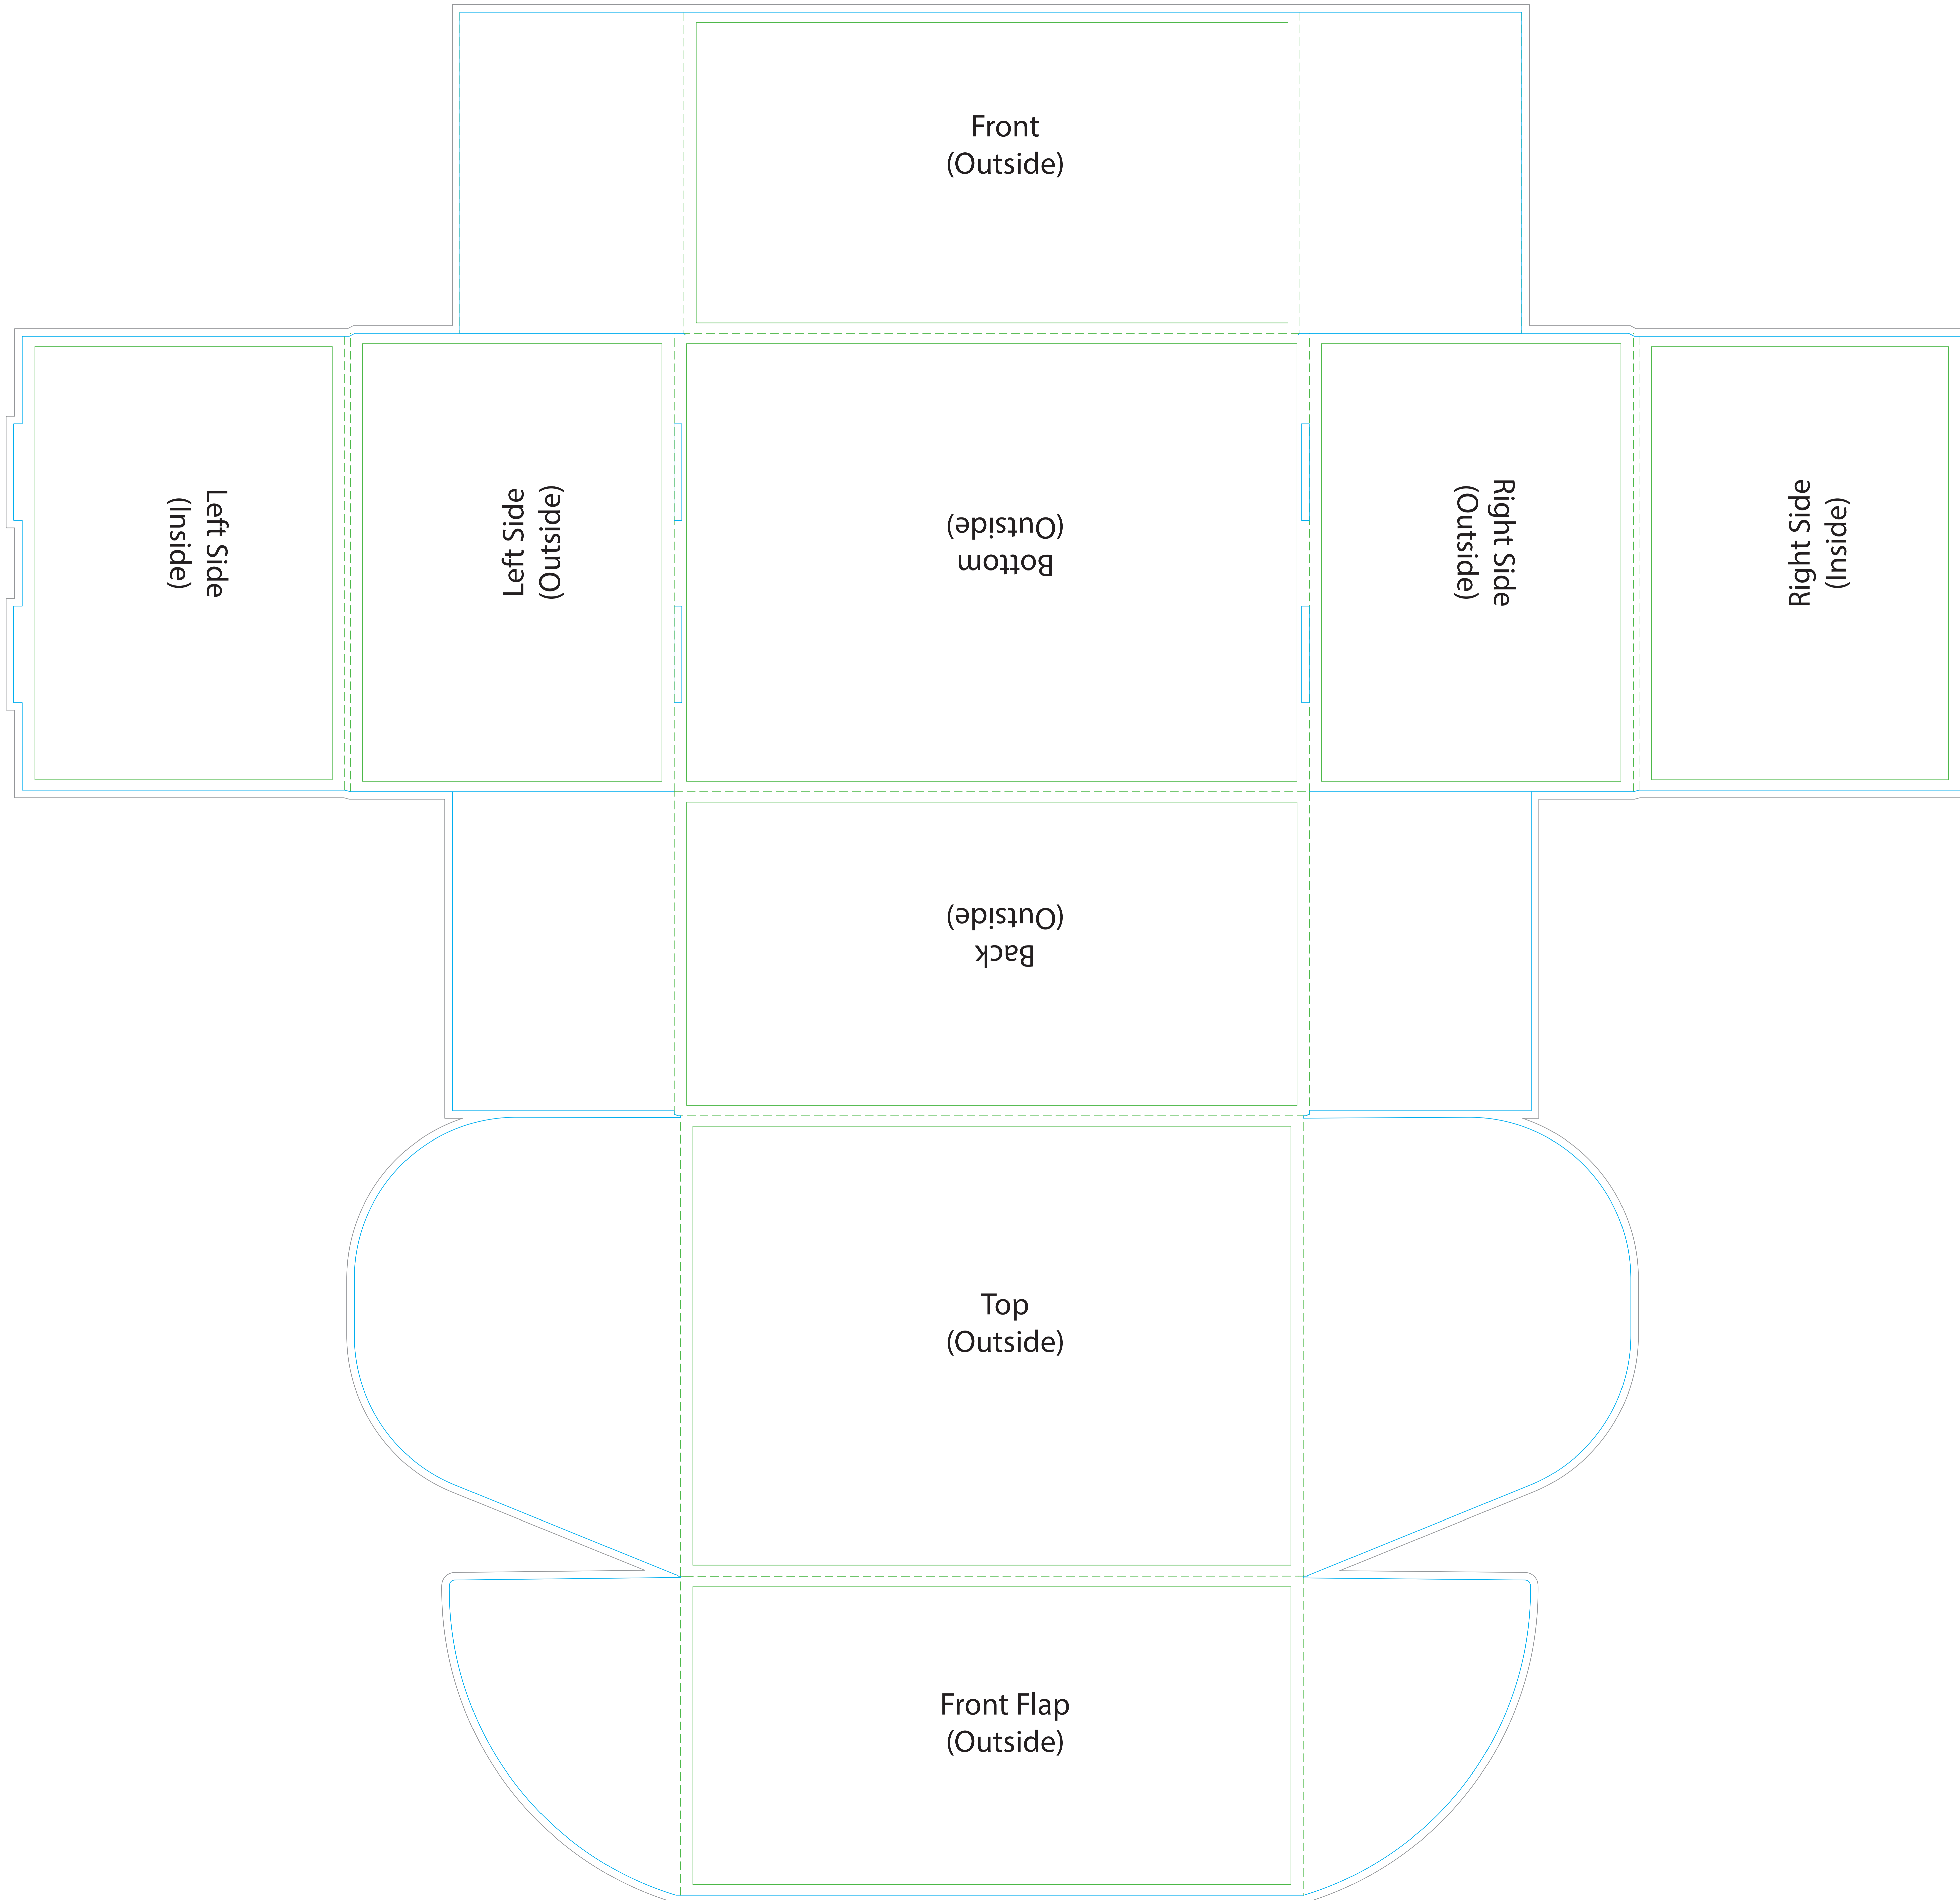 Front
(Outside)
Left Side
(Inside)
Left Side
(Outside)
Bottom
(Outside)
Right Side
(Outside)
Right Side
(Inside)
Back
(Outside)
Top
(Outside)
Front Flap
(Outside)